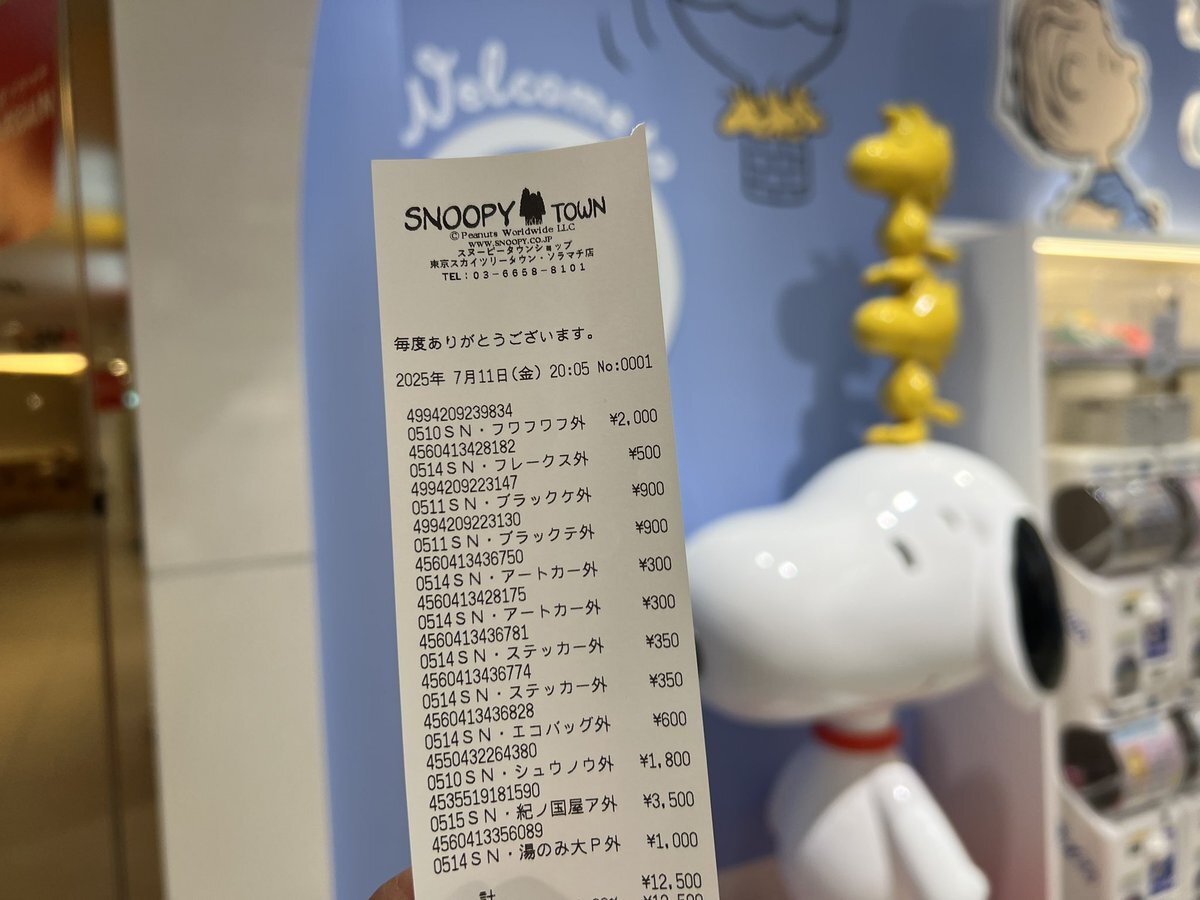 Welcome
SNOOPY TOWN
© Peanuts Worldwide LLC
WWW.SNOOPY.CO.JP
スヌーピータウンショップ
東京スカイツリータウン・ソラマチ店
TEL:03-6658-8101
毎度ありがとうございます。
2025年 7月11日(金) 20:05 No:0001
4994209239834
0510SN・フワフワフ外 ¥2,000
4560413428182
0514SN・フレークス外 ¥500
4994209223147
0511SN・ブラックケ外 ¥900
4994209223130
0511SN・ブラックテ外 ¥900
4560413436750
0514SN・アートカー外 ¥300
4560413428175
0514SN・アートカー外 ¥300
4560413436781
0514SN・ステッカー外 ¥350
4560413436774
0514SN・ステッカー外 ¥350
4560413436828
0514SN・エコバッグ外 ¥600
4550432264380
0510SN・シュウノウ外 ¥1,800
4535519181590
0515SN・紀ノ国屋ア外 ¥3,500
4560413356089
0514SN・湯のみ大P外 ¥1,000
計 ¥12,500